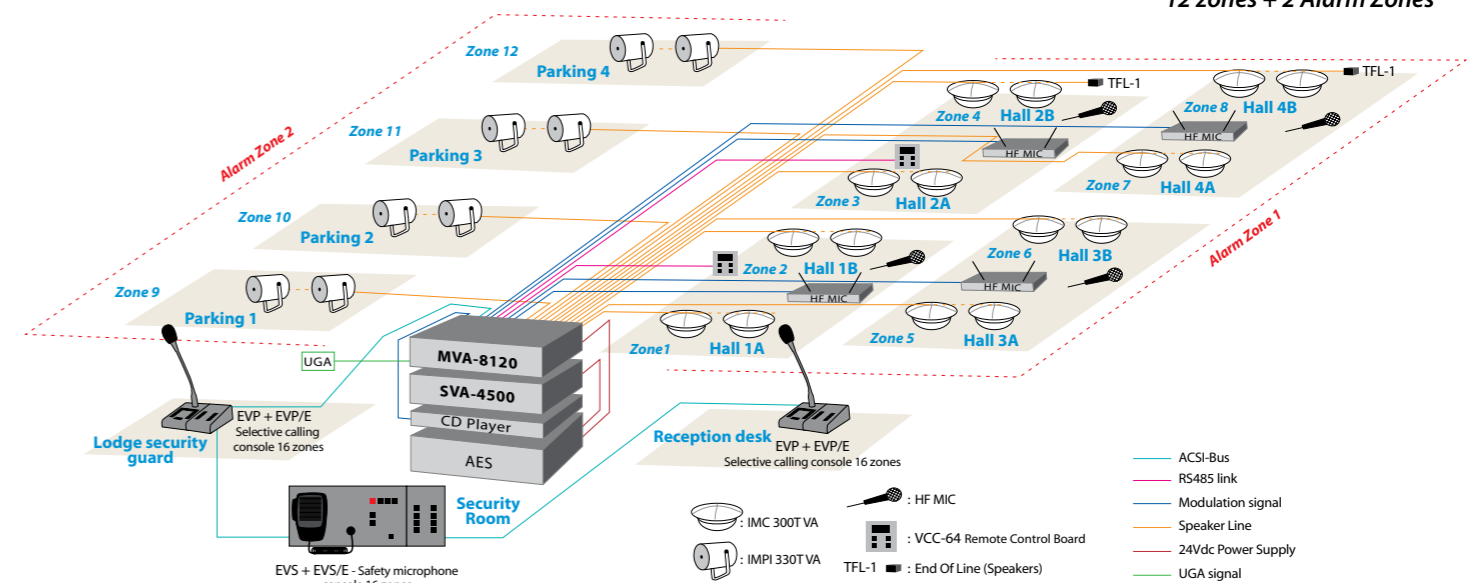 12 zones + 2 Alarm Zones
Zone 12
Parking 4
TFL-1
TFL-1
Zone 4
Hall 2B
Zone 8
Hall 4B
Alarm Zone 2
Zone 11
Parking 3
HF MIC
HF MIC
Zone 7
Hall 4A
Zone 3
Hall 2A
Zone 10
Parking 2
Alarm Zone 1
Zone 2
Hall 1B
Zone 6
Hall 3B
Zone 9
Parking 1
HF MIC
HF MIC
Zone1
Hall 1A
Zone 5
Hall 3A
UGA
MVA-8120
SVA-4500
CD Player
AES
Lodge security
guard
EVP + EVP/E
Selective calling
console 16 zones
Reception desk
EVP + EVP/E
Selective calling console 16 zones
Security
Room
EVS + EVS/E - Safety microphone
console 16 zones
: IMC 300T VA
: IMPI 330T VA
: HF MIC
: VCC-64 Remote Control Board
TFL-1 : End Of Line (Speakers)
ACSI-Bus
RS485 link
Modulation signal
Speaker Line
24Vdc Power Supply
UGA signal